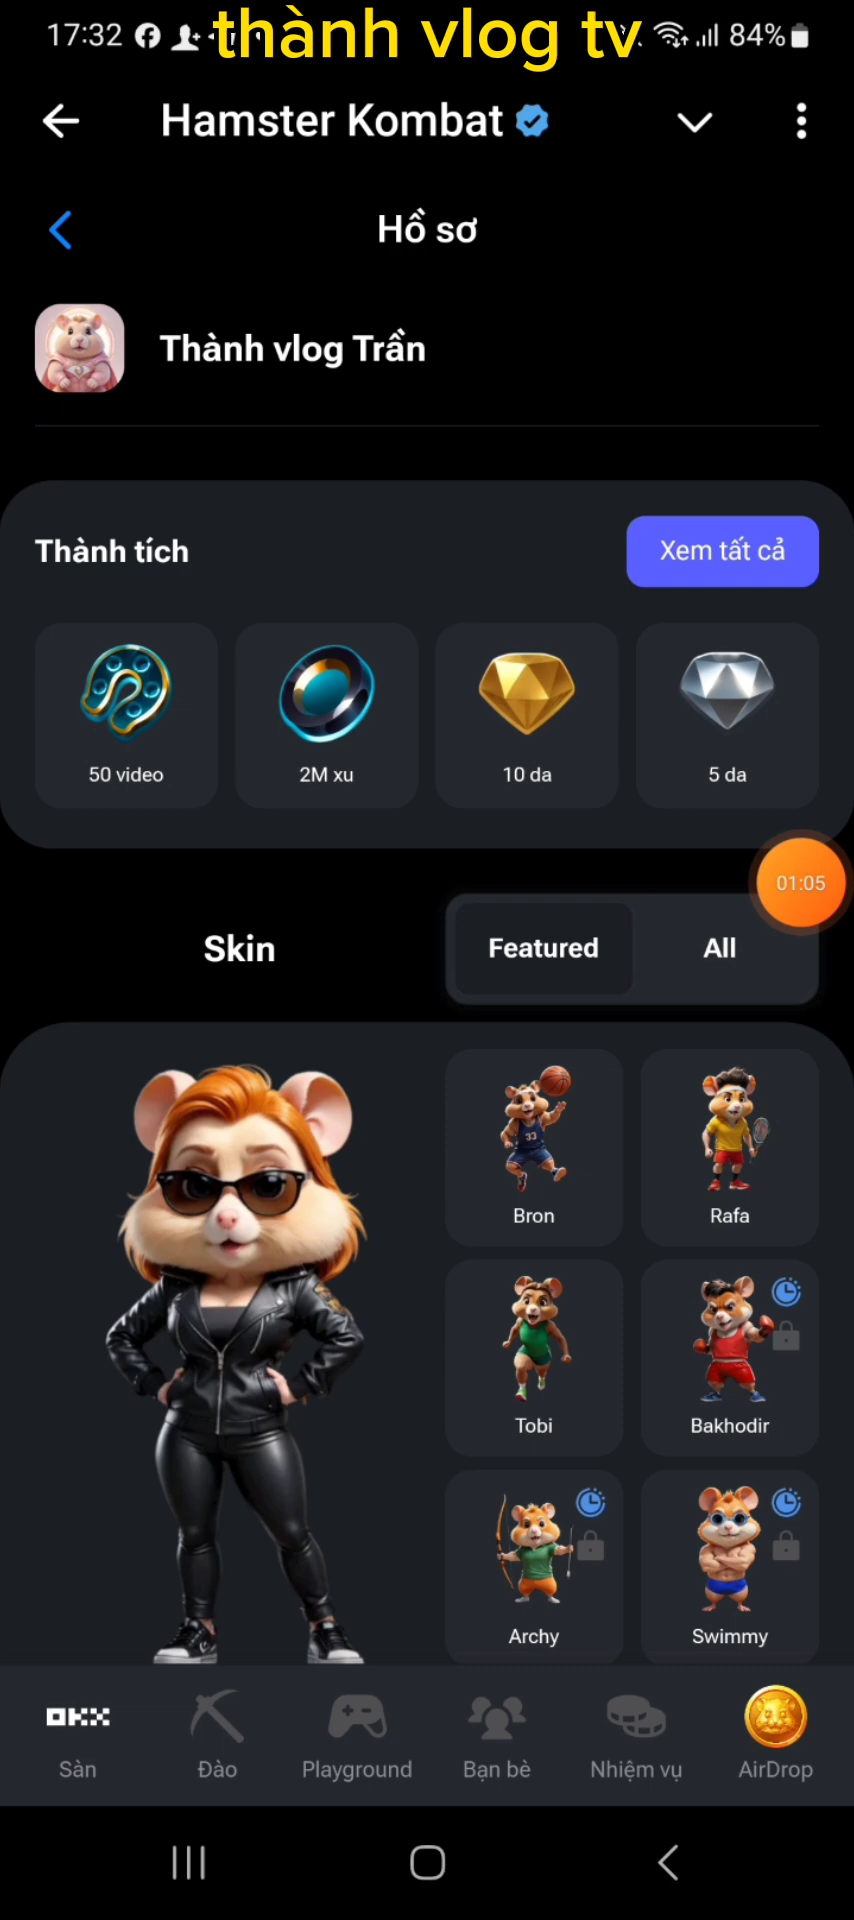 thành vlog tv
17:32 84%
Hamster Kombat
Hồ sơ
Thành vlog Trần
Thành tích Xem tất cả
50 video 2M xu 10 da 5 da
01:05
Skin Featured All
33
Bron Rafa
Tobi Bakhodir
Archy Swimmy
OKX
Sàn Đào Playground Bạn bè Nhiệm vụ AirDrop